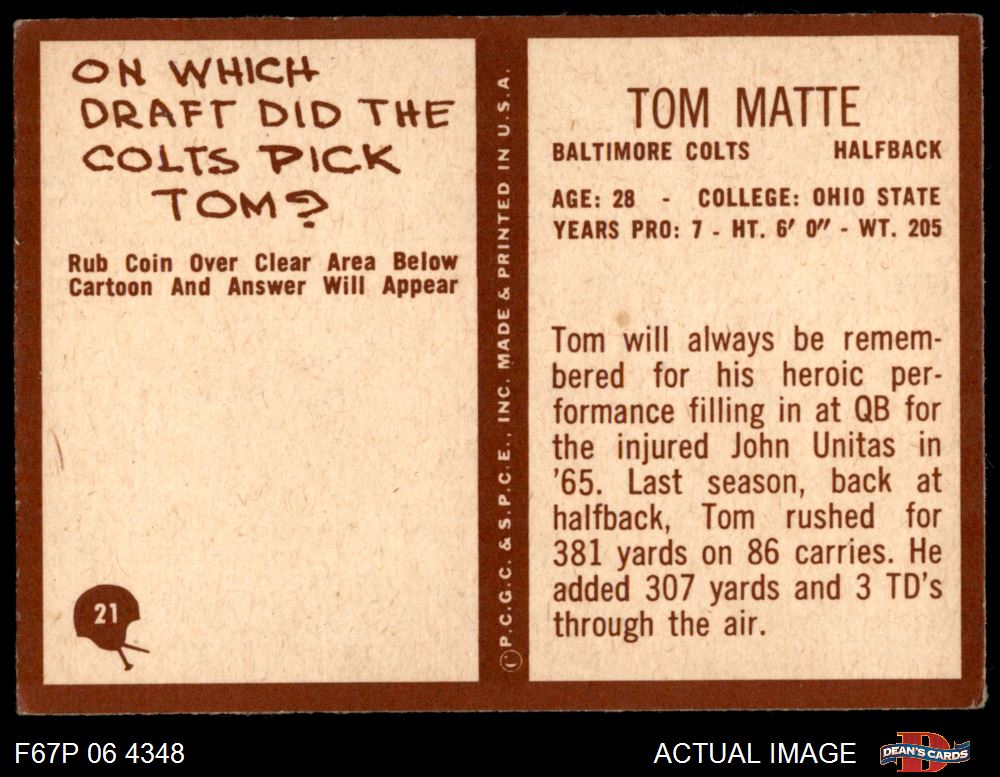 ON WHICH
DRAFT DID THE
COLTS PICK
TOM?
Rub Coin Over Clear Area Below
Cartoon And Answer Will Appear
21
© P.C.G.C. & S.P.C.E., INC. MADE & PRINTED IN U.S.A.
TOM MATTE
BALTIMORE COLTS HALFBACK
AGE: 28 - COLLEGE: OHIO STATE
YEARS PRO: 7 - HT. 6' 0" - WT. 205
Tom will always be remem-
bered for his heroic per-
formance filling in at QB for
the injured John Unitas in
'65. Last season, back at
halfback, Tom rushed for
381 yards on 86 carries. He
added 307 yards and 3 TD's
through the air.
F67P 06 4348
ACTUAL IMAGE
D
DEAN'S CARDS